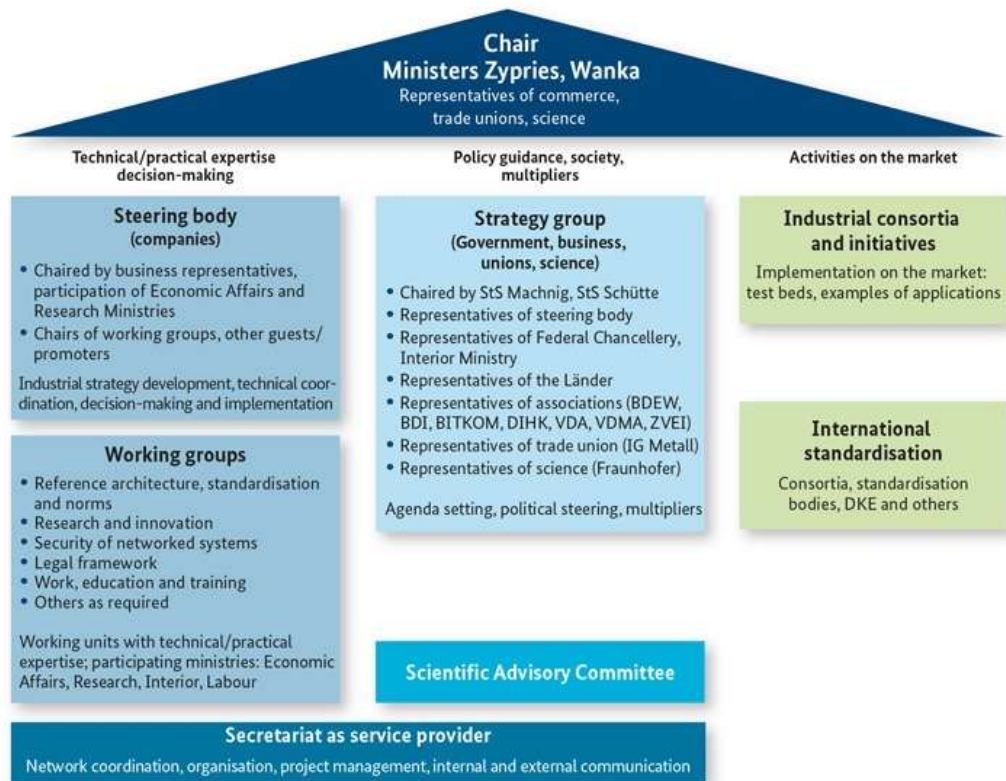 Chair
Ministers Zypries, Wanka
Representatives of commerce,
trade unions, science
Technical/practical expertise
decision-making
Steering body
(companies)
• Chaired by business representatives,
participation of Economic Affairs and
Research Ministries
• Chairs of working groups, other guests/
promoters
Industrial strategy development, technical coor-
dination, decision-making and implementation
Working groups
• Reference architecture, standardisation
and norms
• Research and innovation
• Security of networked systems
• Legal framework
• Work, education and training
• Others as required
Working units with technical/practical
expertise; participating ministries: Economic
Affairs, Research, Interior, Labour
Policy guidance, society,
multipliers
Strategy group
(Government, business,
unions, science)
• Chaired by StS Machnig, StS Schütte
• Representatives of steering body
• Representatives of Federal Chancellery,
Interior Ministry
• Representatives of the Länder
• Representatives of associations (BDEW,
BDI, BITKOM, DIHK, VDA, VDMA, ZVEI)
• Representatives of trade union (IG Metall)
• Representatives of science (Fraunhofer)
Agenda setting, political steering, multipliers
Scientific Advisory Committee
Activities on the market
Industrial consortia
and initiatives
Implementation on the market:
test beds, examples of applications
International
standardisation
Consortia, standardisation
bodies, DKE and others
Secretariat as service provider
Network coordination, organisation, project management, internal and external communication